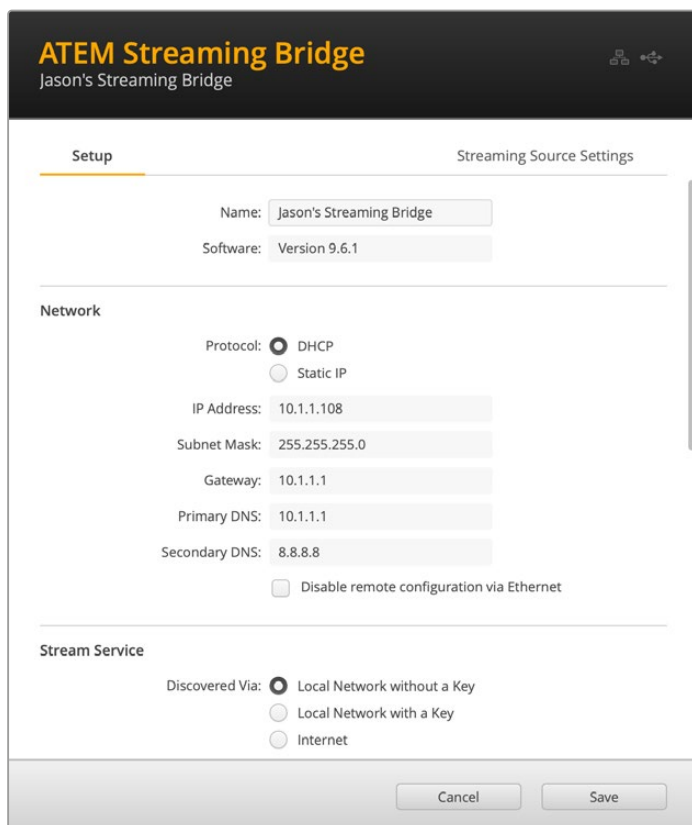 ATEM Streaming Bridge
Jason's Streaming Bridge
Setup
Streaming Source Settings
Name: Jason's Streaming Bridge
Software: Version 9.6.1
Network
Protocol: DHCP
Static IP
IP Address: 10.1.1.108
Subnet Mask: 255.255.255.0
Gateway: 10.1.1.1
Primary DNS: 10.1.1.1
Secondary DNS: 8.8.8.8
Disable remote configuration via Ethernet
Stream Service
Discovered Via: Local Network without a Key
Local Network with a Key
Internet
Cancel
Save